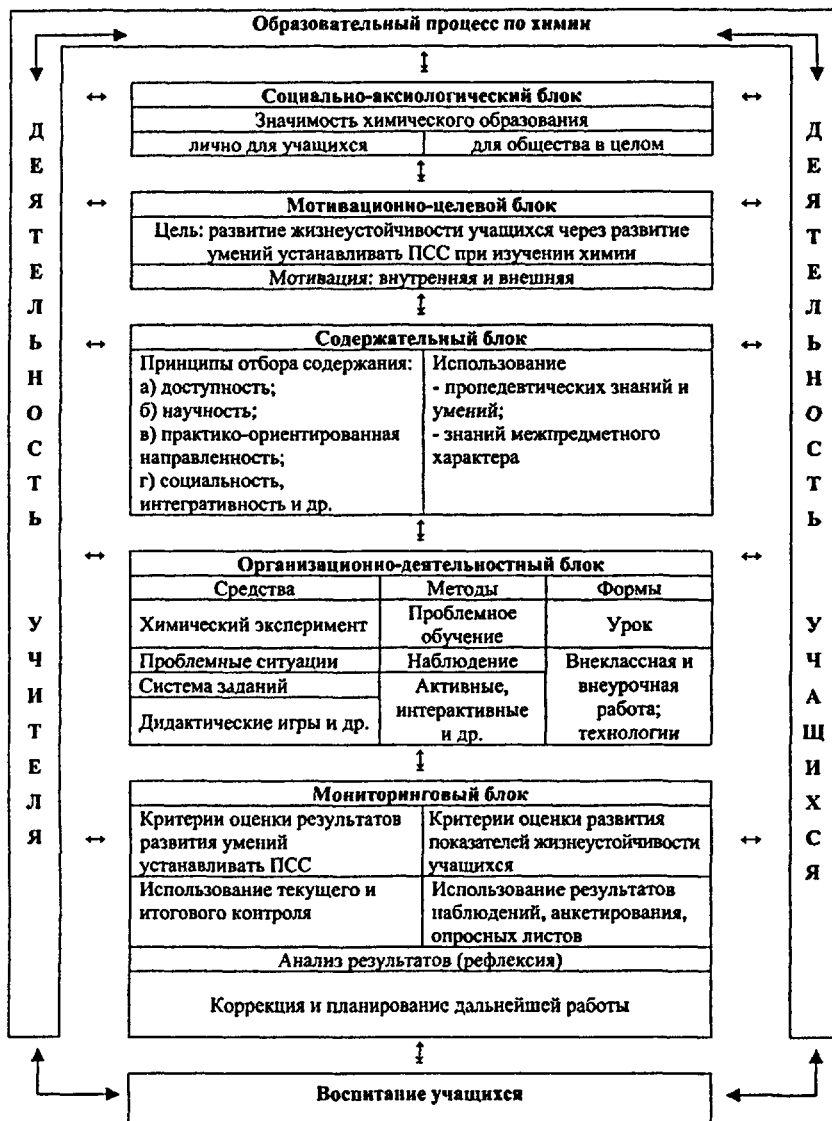 Образовательный процесс по химии
ДЕЯТЕЛЬНОСТЬ УЧИТЕЛЯ
Социально-аксиологический блок
Значимость химического образования
лично для учащихся
для общества в целом
Мотивационно-целевой блок
Цель: развитие жизнеустойчивости учащихся через развитие
умений устанавливать ПСС при изучении химии
Мотивация: внутренняя и внешняя
Содержательный блок
Принципы отбора содержания:
а) доступность;
б) научность;
в) практико-ориентированная
направленность;
г) социальность,
интегративность и др.
Использование
- пропедевтических знаний и
умений;
- знаний межпредметного
характера
Организационно-деятельностный блок
Средства
Методы
Формы
Химический эксперимент
Проблемное
обучение
Урок
Проблемные ситуации
Наблюдение
Внеклассная и
внеурочная
работа;
технологии
Система заданий
Активные,
интерактивные
и др.
Дидактические игры и др.
Мониторинговый блок
Критерии оценки результатов
развития умений
устанавливать ПСС
Критерии оценки развития
показателей жизнеустойчивости
учащихся
Использование текущего и
итогового контроля
Использование результатов
наблюдений, анкетирования,
опросных листов
Анализ результатов (рефлексия)
Коррекция и планирование дальнейшей работы
ДЕЯТЕЛЬНОСТЬ УЧАЩИХСЯ
Воспитание учащихся